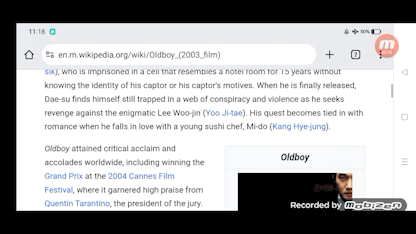 11:18
50%
en.m.wikipedia.org/wiki/Oldboy_(2003_film)
7
sik), who is imprisoned in a cell that resembles a hotel room for 15 years without
knowing the identity of his captor or his captor's motives. When he is finally released,
Dae-su finds himself still trapped in a web of conspiracy and violence as he seeks
revenge against the enigmatic Lee Woo-jin (Yoo Ji-tae). His quest becomes tied in with
romance when he falls in love with a young sushi chef, Mi-do (Kang Hye-jung).
Oldboy attained critical acclaim and
accolades worldwide, including winning the
Grand Prix at the 2004 Cannes Film
Festival, where it garnered high praise from
Quentin Tarantino, the president of the jury.
Oldboy
Recorded by mobizen